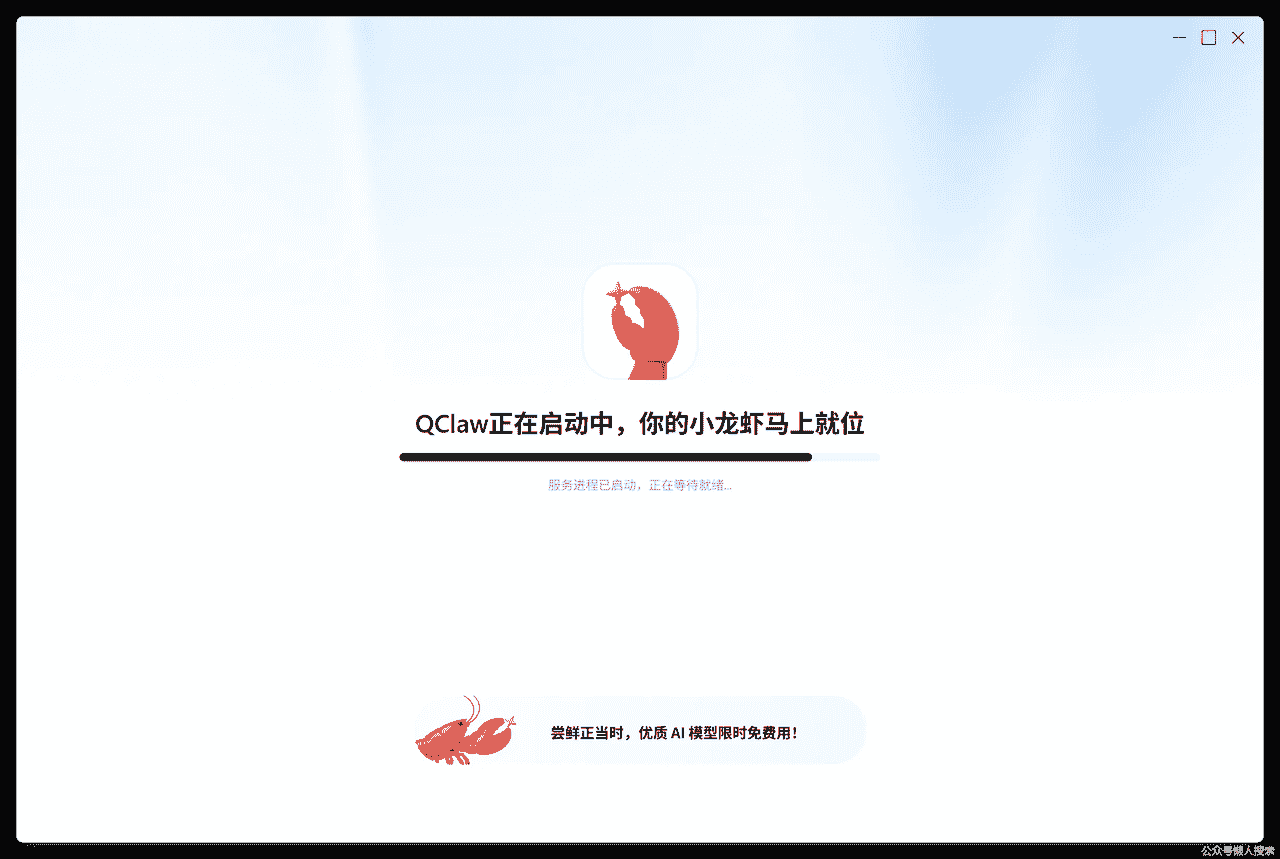 QClaw正在启动中，你的小龙虾马上就位
服务进程已启动，正在等待就绪...
尝鲜正当时，优质 AI 模型限时免费用！
公众号懒人搜索